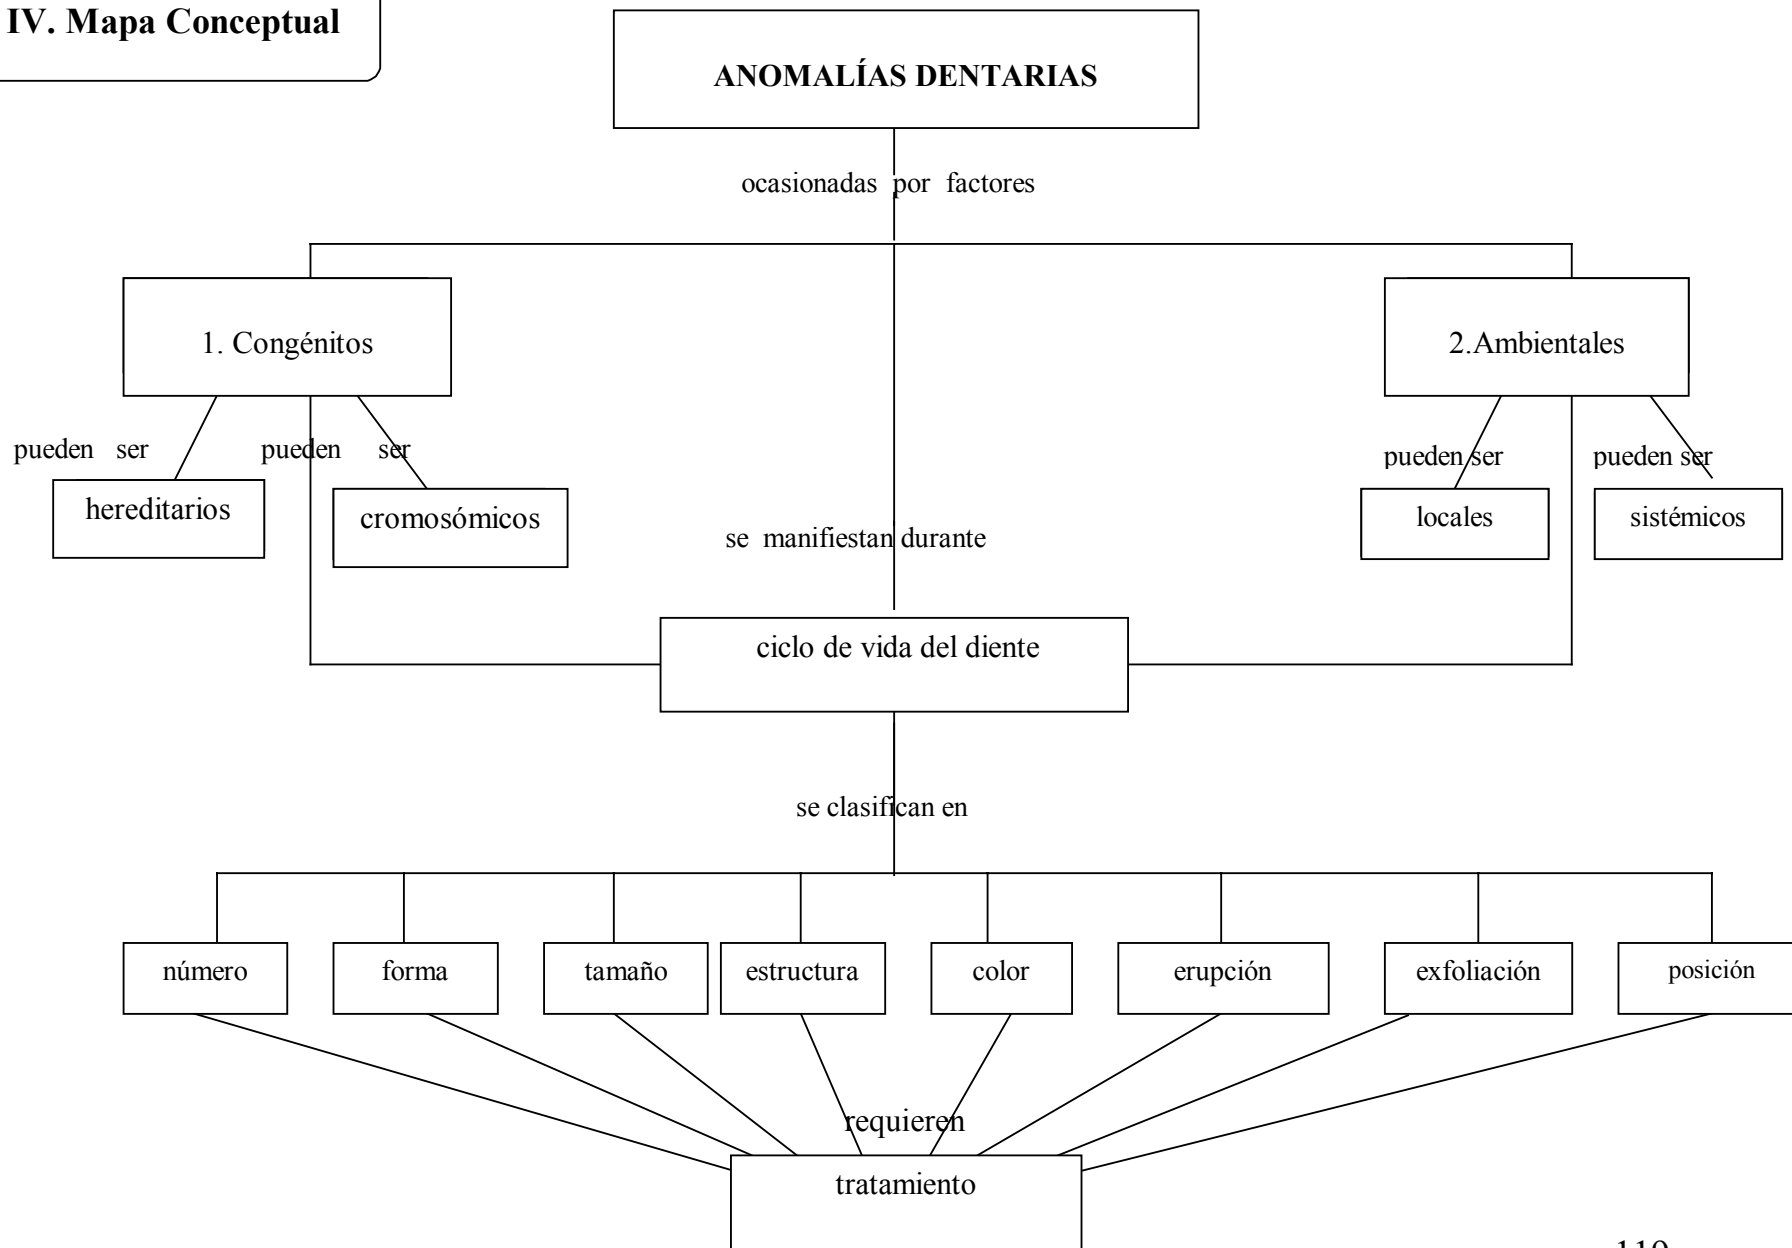 IV. Mapa Conceptual
ANOMALÍAS DENTARIAS
ocasionadas por factores
1. Congénitos
2.Ambientales
pueden ser
pueden ser
pueden ser
pueden ser
hereditarios
cromosómicos
locales
sistémicos
se manifiestan durante
ciclo de vida del diente
se clasifican en
número
forma
tamaño
estructura
color
erupción
exfoliación
posición
requieren
tratamiento